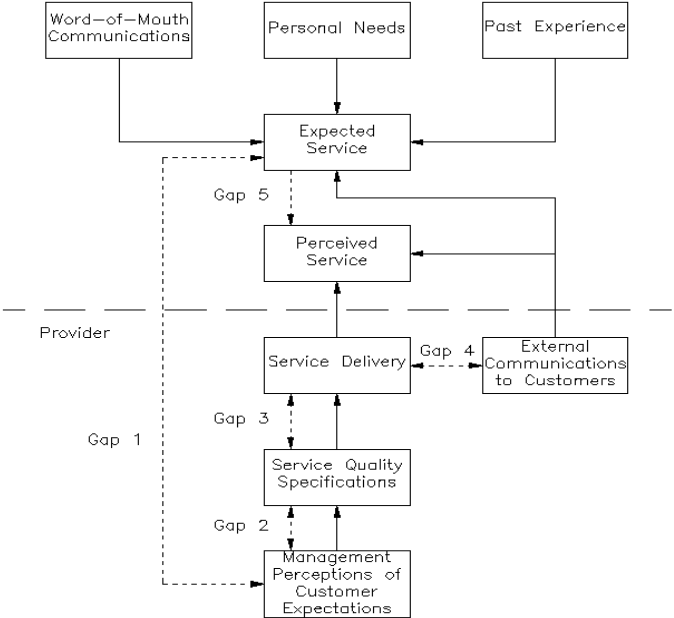 Word-of-Mouth
Communications
Personal Needs
Past Experience
Expected
Service
Gap 5
Perceived
Service
Provider
Service Delivery
Gap 4
External
Communications
to Customers
Gap 3
Gap 1
Service Quality
Specifications
Gap 2
Management
Perceptions of
Customer
Expectations